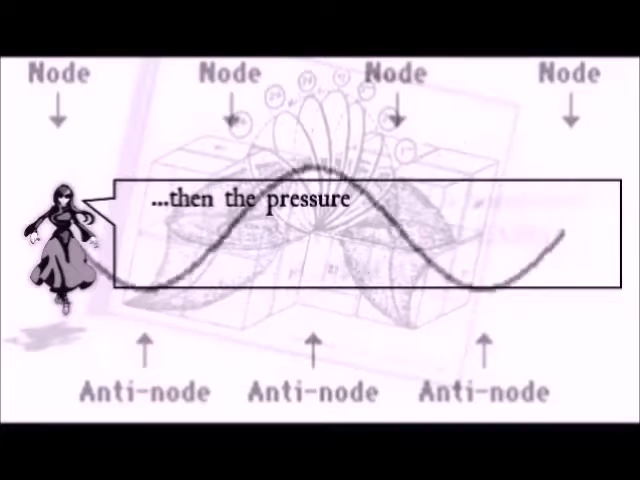 Node Node Node Node
...then the pressure
Anti-node Anti-node Anti-node